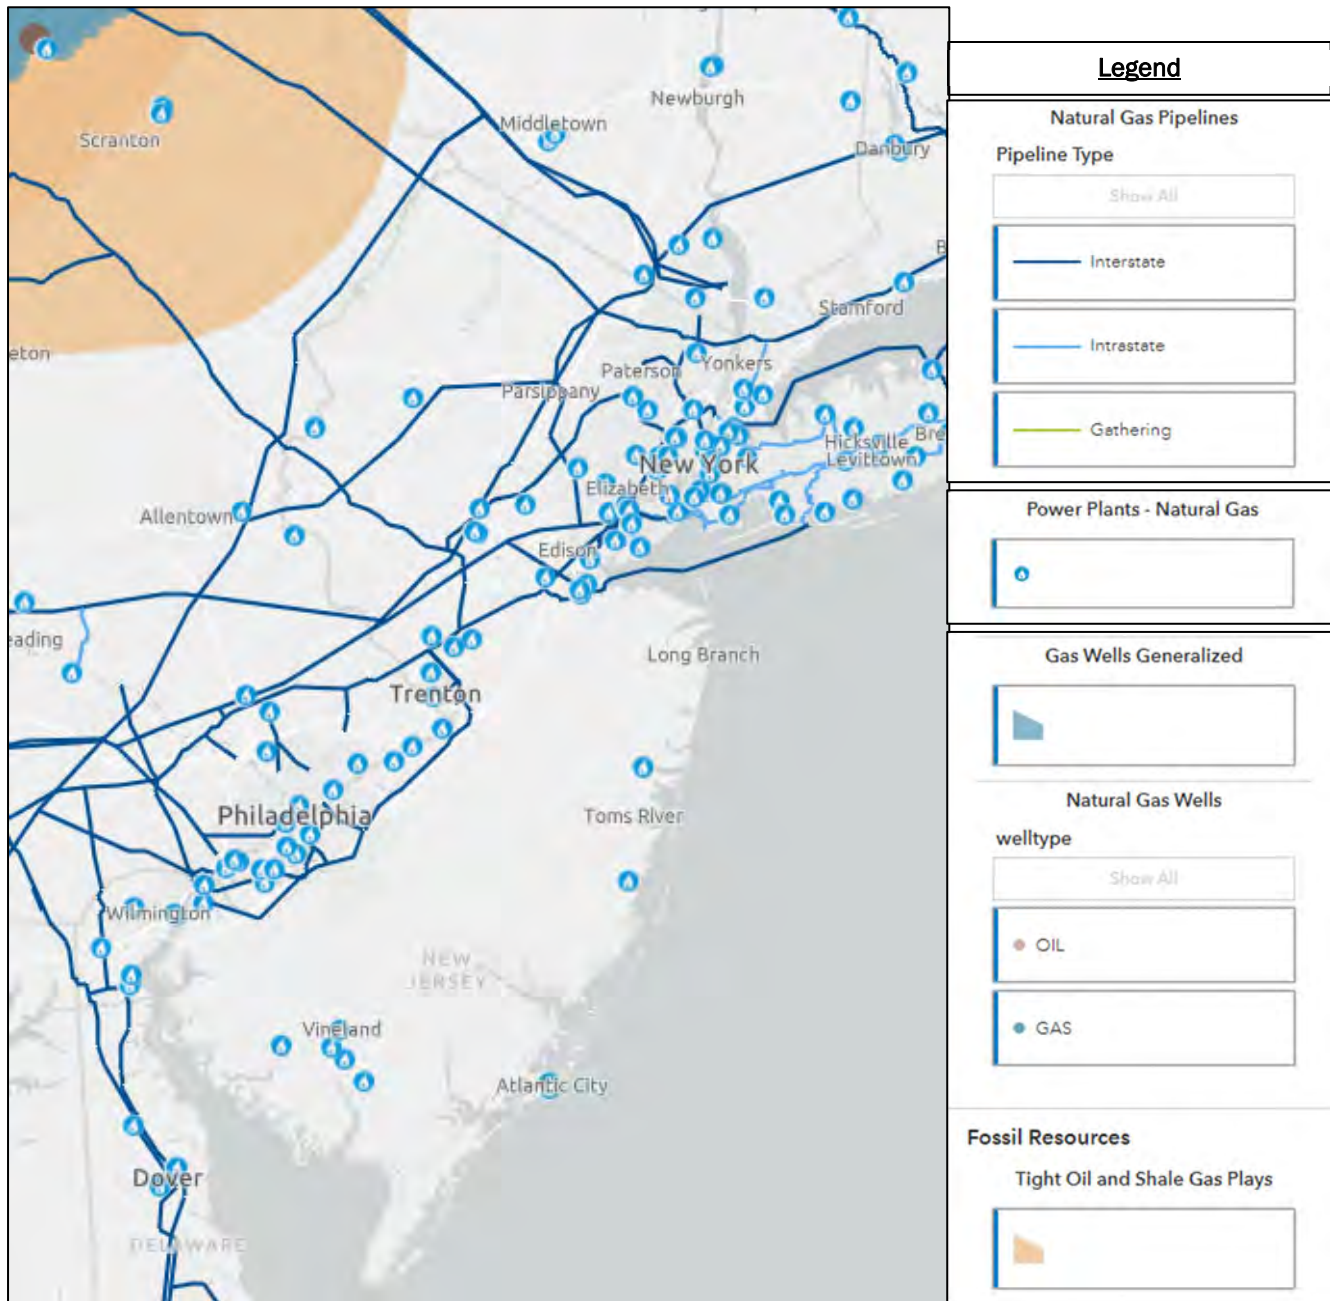 Scranton
Newburgh
Middletown
Danbury
Stamford
eton
Paterson
Yonkers
Parsippany
Hicksville
Bre
Levittown
New York
Elizabeth
Allentown
Edison
eading
Long Branch
Trenton
Philadelphia
Toms River
Wilmington
NEW
JERSEY
Vineland
Atlantic City
Dover
DELAWARE
B
Legend
Natural Gas Pipelines
Pipeline Type
Show All
Interstate
Intrastate
Gathering
Power Plants - Natural Gas
Gas Wells Generalized
Natural Gas Wells
welltype
Show All
OIL
GAS
Fossil Resources
Tight Oil and Shale Gas Plays